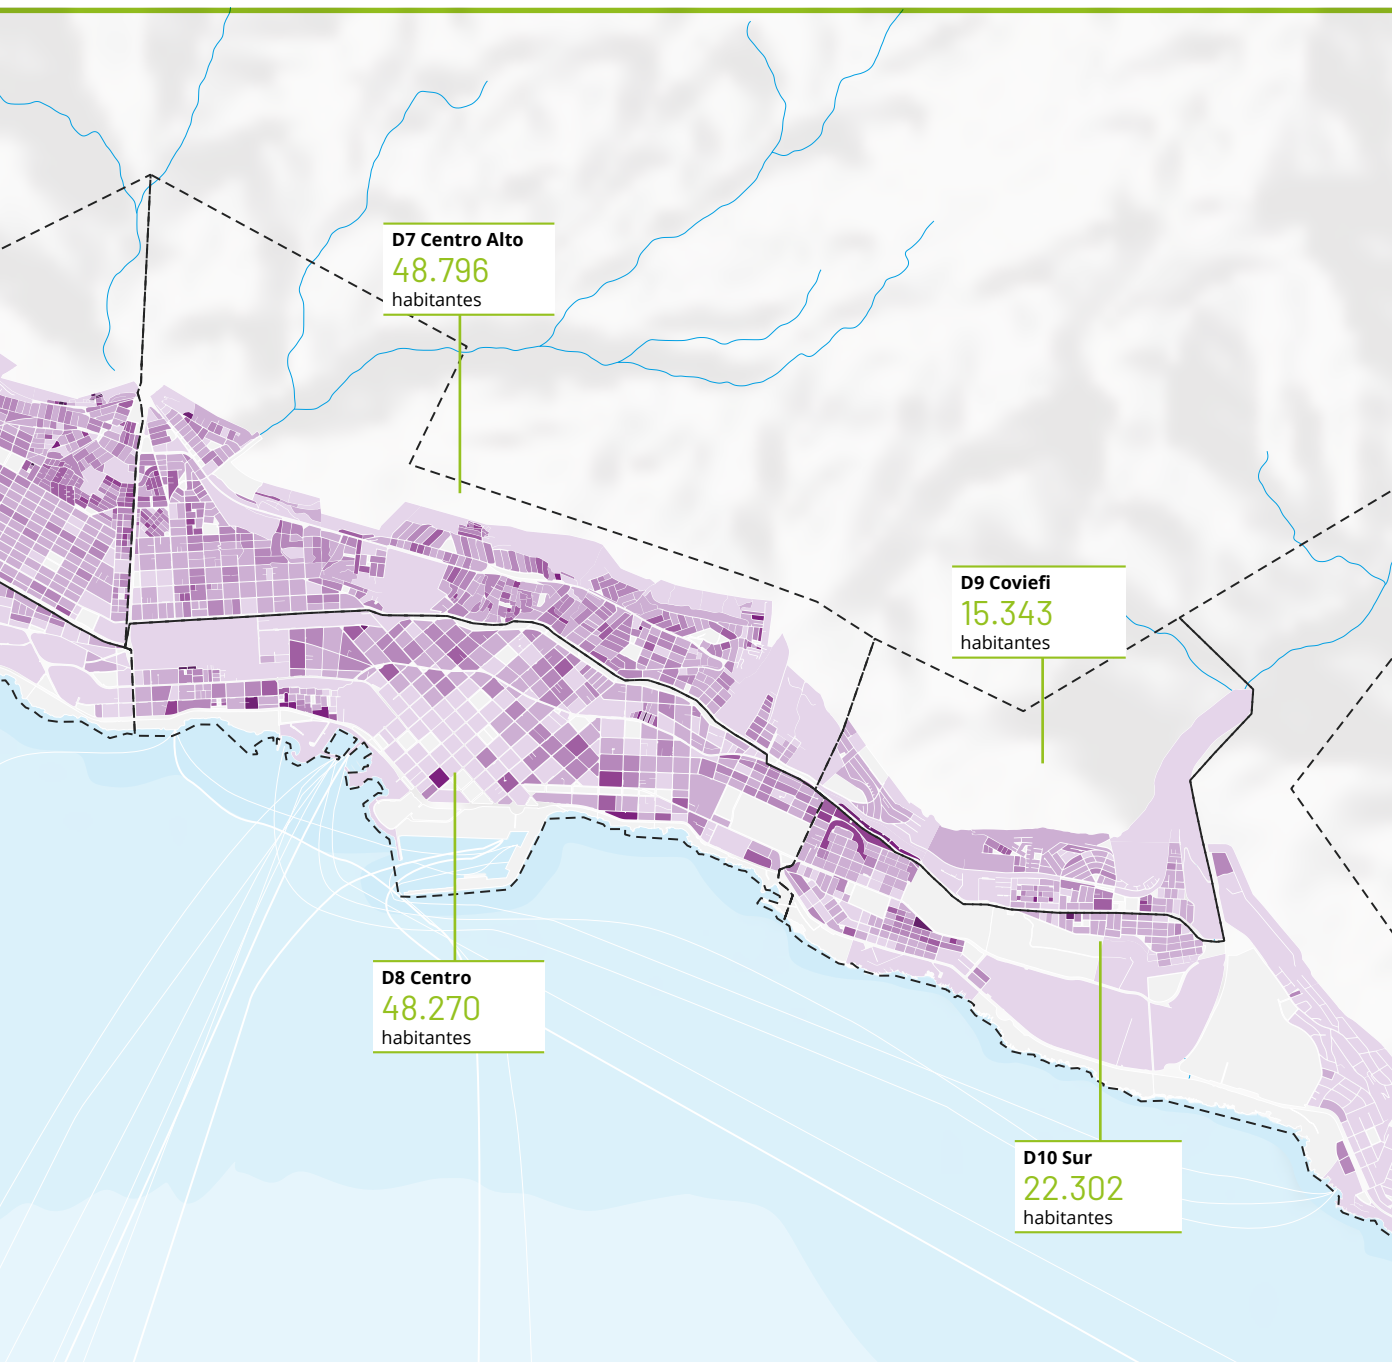 D7 Centro Alto
48.796
habitantes
D9 Coviefi
15.343
habitantes
D8 Centro
48.270
habitantes
D10 Sur
22.302
habitantes